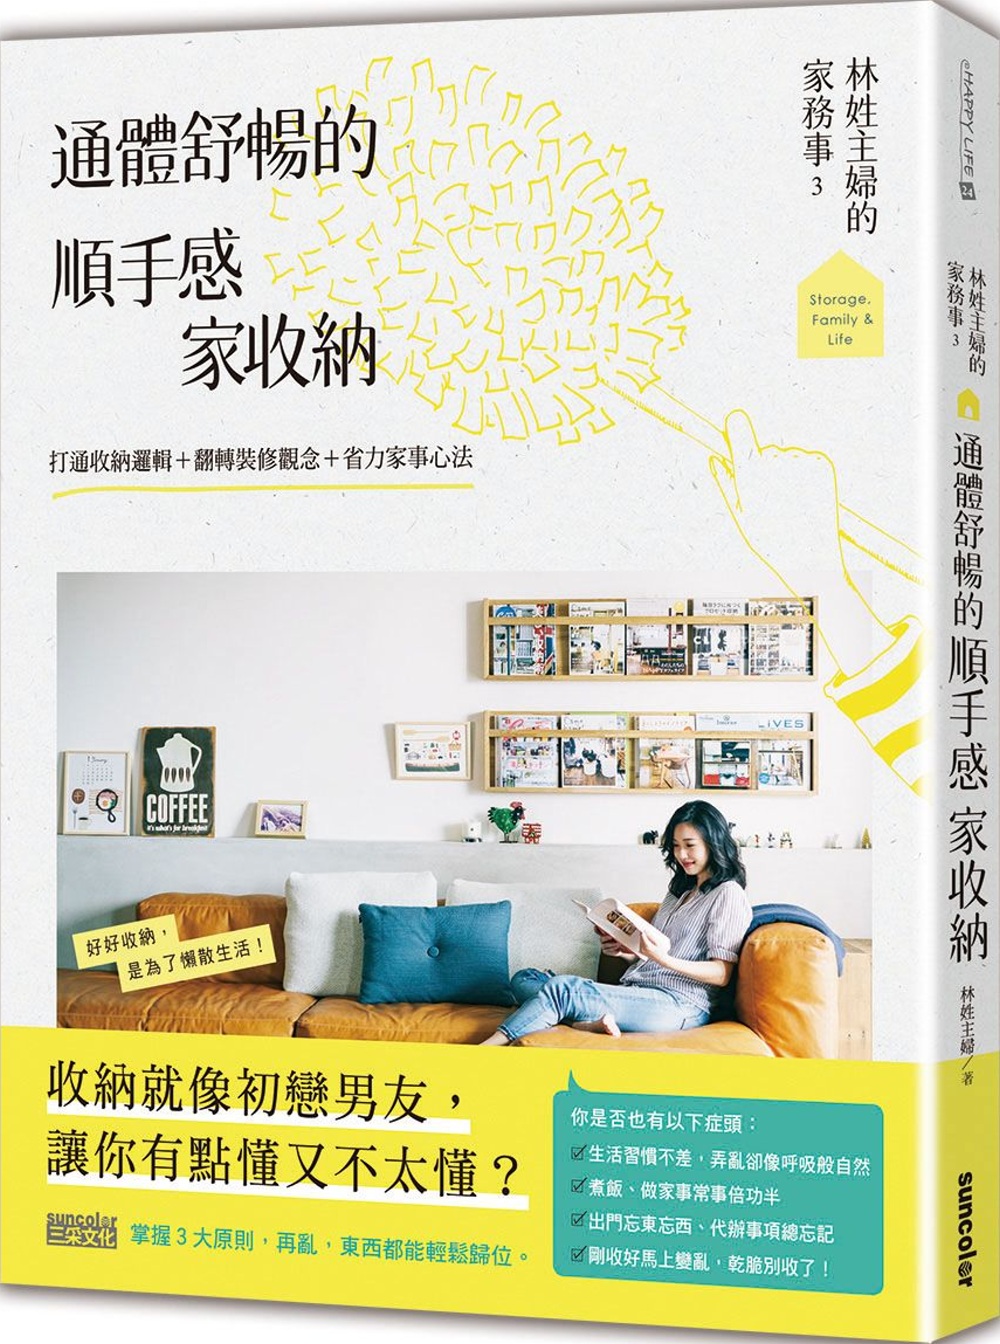 通體舒暢的
順手感
家收納
打通收納邏輯＋翻轉裝修觀念＋省力家事心法
林姓主婦的
家務事3
Storage,
Family &
Life
COFFEE
it's what's for breakfast
LiVES
好好收納，
是為了懶散生活！
收納就像初戀男友，
讓你有點懂又不太懂？
suncolor
三采文化
掌握3大原則，再亂，東西都能輕鬆歸位。
你是否也有以下症頭：
☑生活習慣不差，弄亂卻像呼吸般自然
☑煮飯、做家事常事倍功半
☑出門忘東忘西、代辦事項總忘記
☑剛收好馬上變亂，乾脆別收了！
HAPPY LIFE 24
林姓主婦的
家務事3
通體舒暢的順手感家收納
林姓主婦／著
suncolor